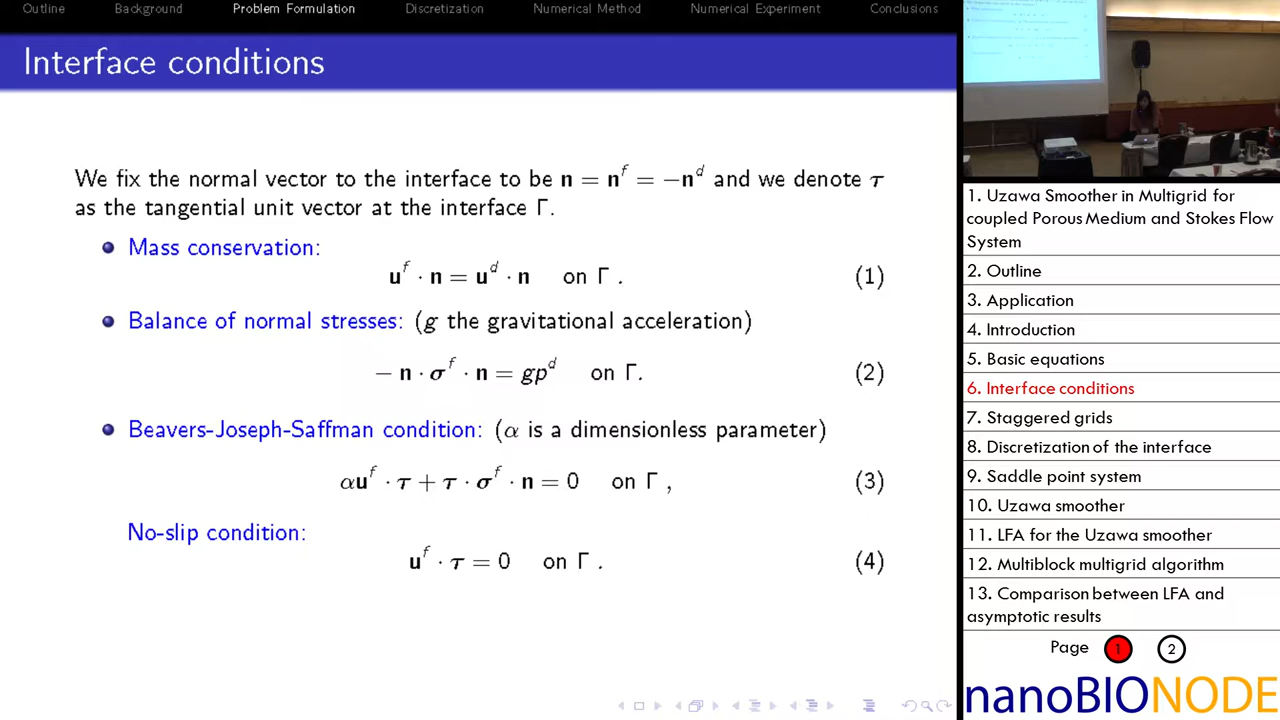 Outline Background Problem Formulation Discretization Numerical Method Numerical Experiment Conclusions
Interface conditions
We fix the normal vector to the interface to be n = n^f = −n^d and we denote τ
as the tangential unit vector at the interface Γ.
Mass conservation:
u^f · n = u^d · n on Γ . (1)
Balance of normal stresses: (g the gravitational acceleration)
− n · σ^f · n = gp^d on Γ. (2)
Beavers-Joseph-Saffman condition: (α is a dimensionless parameter)
αu^f · τ + τ · σ^f · n = 0 on Γ , (3)
No-slip condition:
u^f · τ = 0 on Γ . (4)
1. Uzawa Smoother in Multigrid for
coupled Porous Medium and Stokes Flow
System
2. Outline
3. Application
4. Introduction
5. Basic equations
6. Interface conditions
7. Staggered grids
8. Discretization of the interface
9. Saddle point system
10. Uzawa smoother
11. LFA for the Uzawa smoother
12. Multiblock multigrid algorithm
13. Comparison between LFA and
asymptotic results
Page 1 2
nanoBIONODE